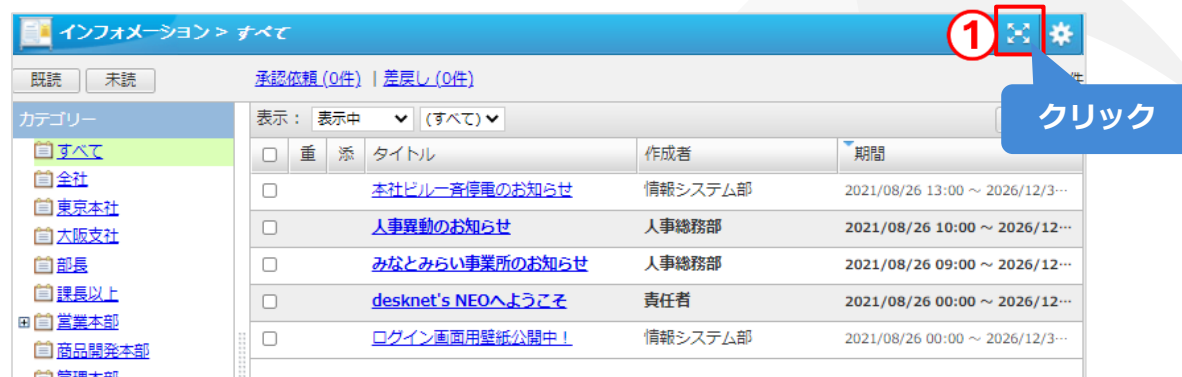 インフォメーション > すべて
①
既読 未読 承認依頼 (0件) | 差戻し (0件) 件
クリック
カテゴリー
すべて
全社
東京本社
大阪支社
部長
課長以上
営業本部
商品開発本部
管理本部
表示： 表示中 (すべて)
重 添 タイトル 作成者 期間
本社ビル一斉停電のお知らせ 情報システム部 2021/08/26 13:00 ～ 2026/12/3…
人事異動のお知らせ 人事総務部 2021/08/26 10:00 ～ 2026/12…
みなとみらい事業所のお知らせ 人事総務部 2021/08/26 09:00 ～ 2026/12…
desknet's NEOへようこそ 責任者 2021/08/26 00:00 ～ 2026/12…
ログイン画面用壁紙公開中！ 情報システム部 2021/08/26 00:00 ～ 2026/12/3…